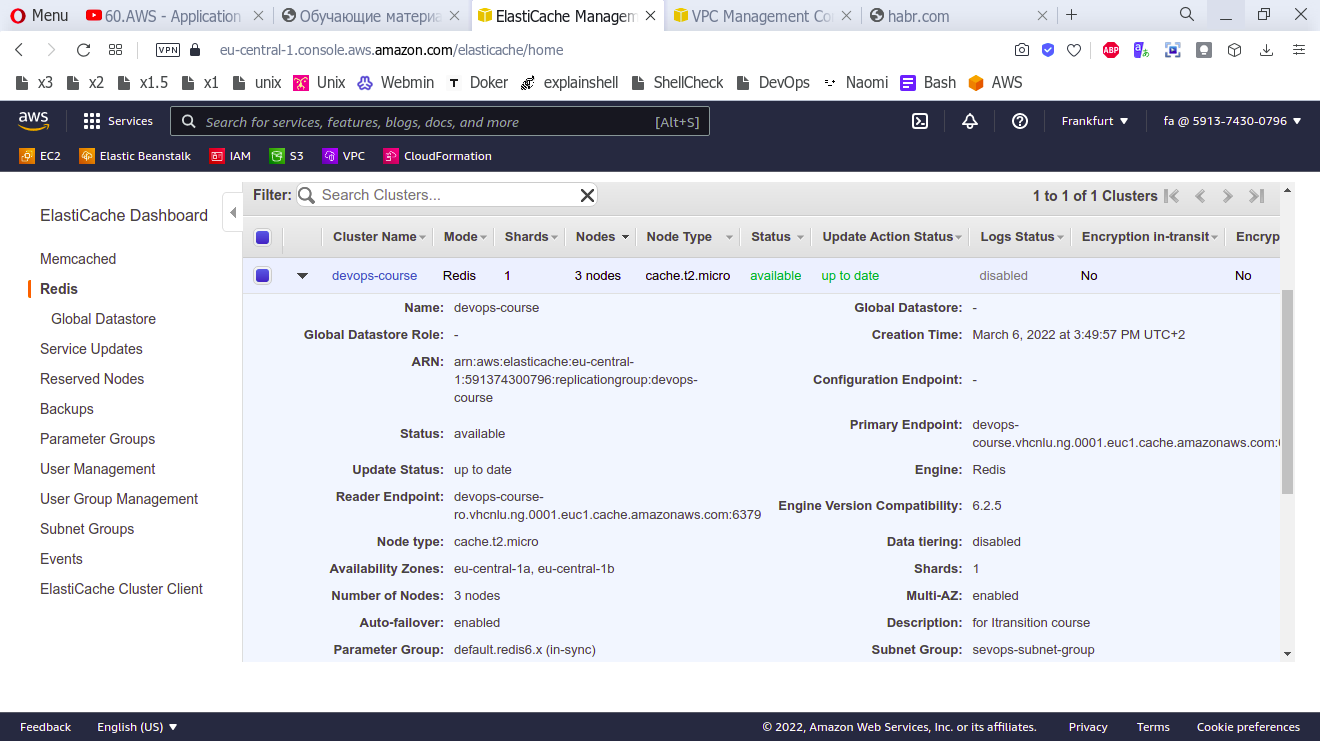 Menu
60.AWS - Application
Обучающие материа
ElastiCache Managem
VPC Management Co
habr.com
VPN
eu-central-1.console.aws.amazon.com/elasticache/home
ABP
x3
x2
x1.5
x1
unix
Unix
Webmin
Doker
explainshell
ShellCheck
DevOps
Naomi
Bash
AWS
aws
Services
Search for services, features, blogs, docs, and more
[Alt+S]
Frankfurt
fa @ 5913-7430-0796
EC2
Elastic Beanstalk
IAM
S3
VPC
CloudFormation
ElastiCache Dashboard
Memcached
Redis
Global Datastore
Service Updates
Reserved Nodes
Backups
Parameter Groups
User Management
User Group Management
Subnet Groups
Events
ElastiCache Cluster Client
Filter:
Search Clusters...
1 to 1 of 1 Clusters
Cluster Name
Mode
Shards
Nodes
Node Type
Status
Update Action Status
Logs Status
Encryption in-transit
Encryp
devops-course
Redis
1
3 nodes
cache.t2.micro
available
up to date
disabled
No
No
Name: devops-course
Global Datastore: -
Global Datastore Role: -
Creation Time: March 6, 2022 at 3:49:57 PM UTC+2
ARN: arn:aws:elasticache:eu-central-
1:591374300796:replicationgroup:devops-
course
Configuration Endpoint: -
Status: available
Primary Endpoint: devops-
course.vhcnlu.ng.0001.euc1.cache.amazonaws.com:
Update Status: up to date
Engine: Redis
Reader Endpoint: devops-course-
ro.vhcnlu.ng.0001.euc1.cache.amazonaws.com:6379
Engine Version Compatibility: 6.2.5
Node type: cache.t2.micro
Data tiering: disabled
Availability Zones: eu-central-1a, eu-central-1b
Shards: 1
Number of Nodes: 3 nodes
Multi-AZ: enabled
Auto-failover: enabled
Description: for Itransition course
Parameter Group: default.redis6.x (in-sync)
Subnet Group: sevops-subnet-group
Feedback
English (US)
© 2022, Amazon Web Services, Inc. or its affiliates.
Privacy
Terms
Cookie preferences